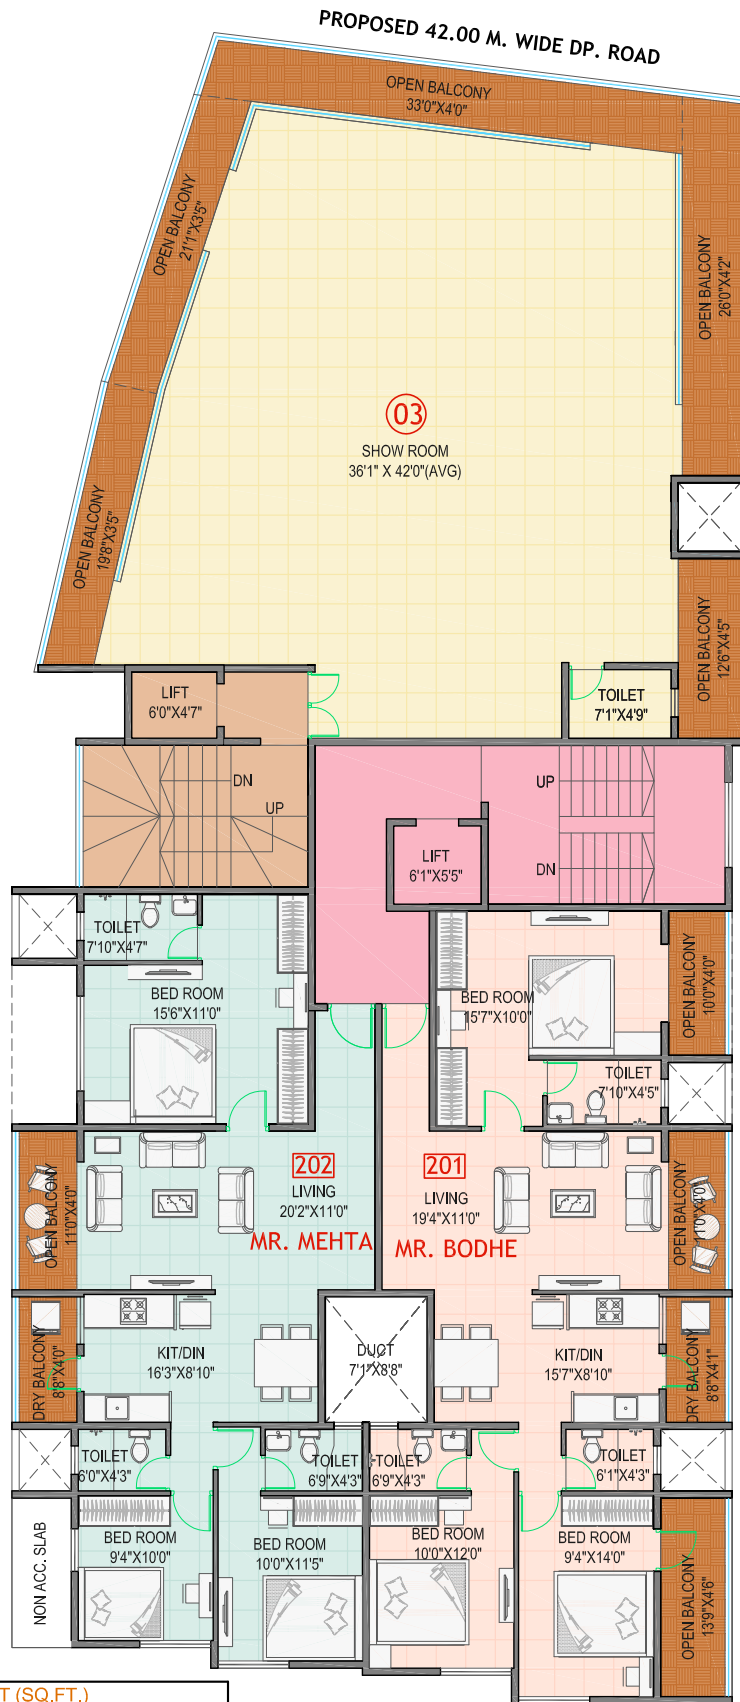 PROPOSED 42.00 M. WIDE DP. ROAD
OPEN BALCONY
33'0"X4'0"
OPEN BALCONY
21'1"X3'5"
OPEN BALCONY
26'0"X4'2"
03
SHOW ROOM
36'1" X 42'0"(AVG)
OPEN BALCONY
19'8"X3'5"
OPEN BALCONY
12'6"X4'5"
LIFT
6'0"X4'7"
TOILET
7'1"X4'9"
DN
UP
UP
DN
LIFT
6'1"X5'5"
TOILET
7'10"X4'7"
BED ROOM
15'6"X11'0"
BED ROOM
15'7"X10'0"
OPEN BALCONY
10'0"X4'0"
TOILET
7'10"X4'5"
202
LIVING
20'2"X11'0"
MR. MEHTA
201
LIVING
19'4"X11'0"
MR. BODHE
OPEN BALCONY
11'0"X4'0"
OPEN BALCONY
11'0"X4'0"
DRY BALCONY
8'8"X4'0"
KIT/DIN
16'3"X8'10"
DUCT
7'1"X8'8"
KIT/DIN
15'7"X8'10"
DRY BALCONY
8'8"X4'1"
TOILET
6'0"X4'3"
TOILET
6'9"X4'3"
TOILET
6'9"X4'3"
TOILET
6'1"X4'3"
NON ACC. SLAB
BED ROOM
9'4"X10'0"
BED ROOM
10'0"X11'5"
BED ROOM
10'0"X12'0"
BED ROOM
9'4"X14'0"
OPEN BALCONY
13'9"X4'6"
T (SQ.FT.)